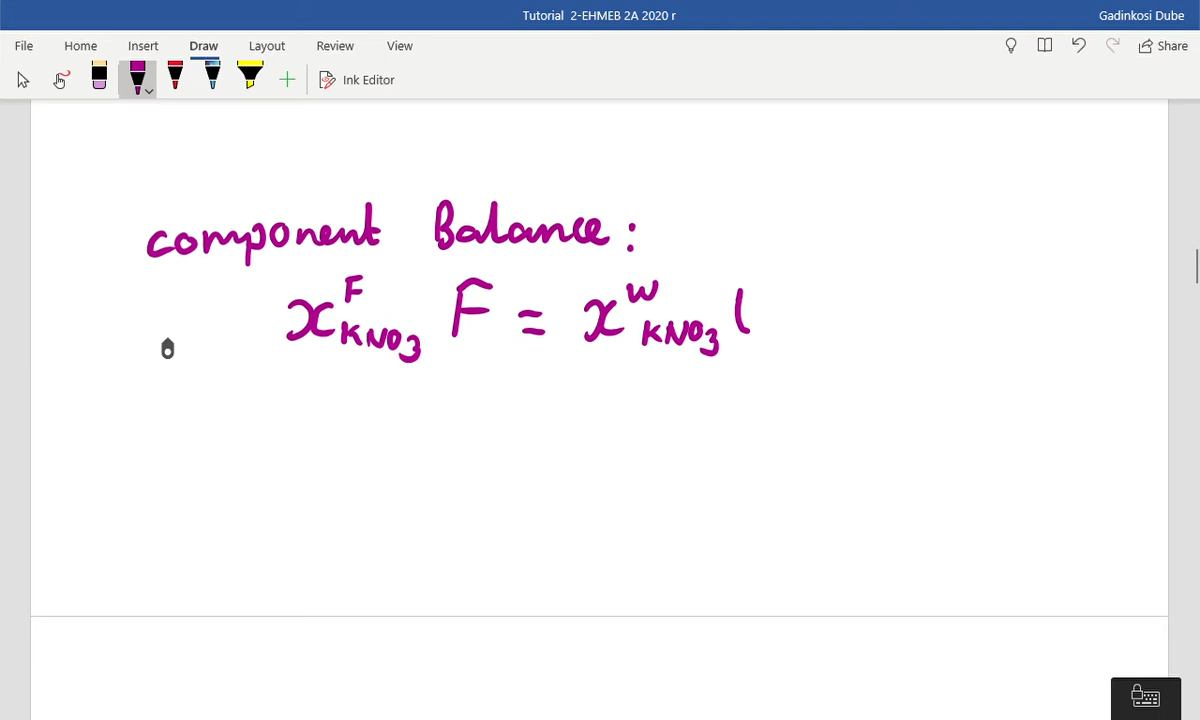 Tutorial 2-EHMEB 2A 2020 r
Gadinkosi Dube
File Home Insert Draw Layout Review View
Share
Ink Editor
component Balance :
x^F_KNO3 F = x^W_KNO3 (